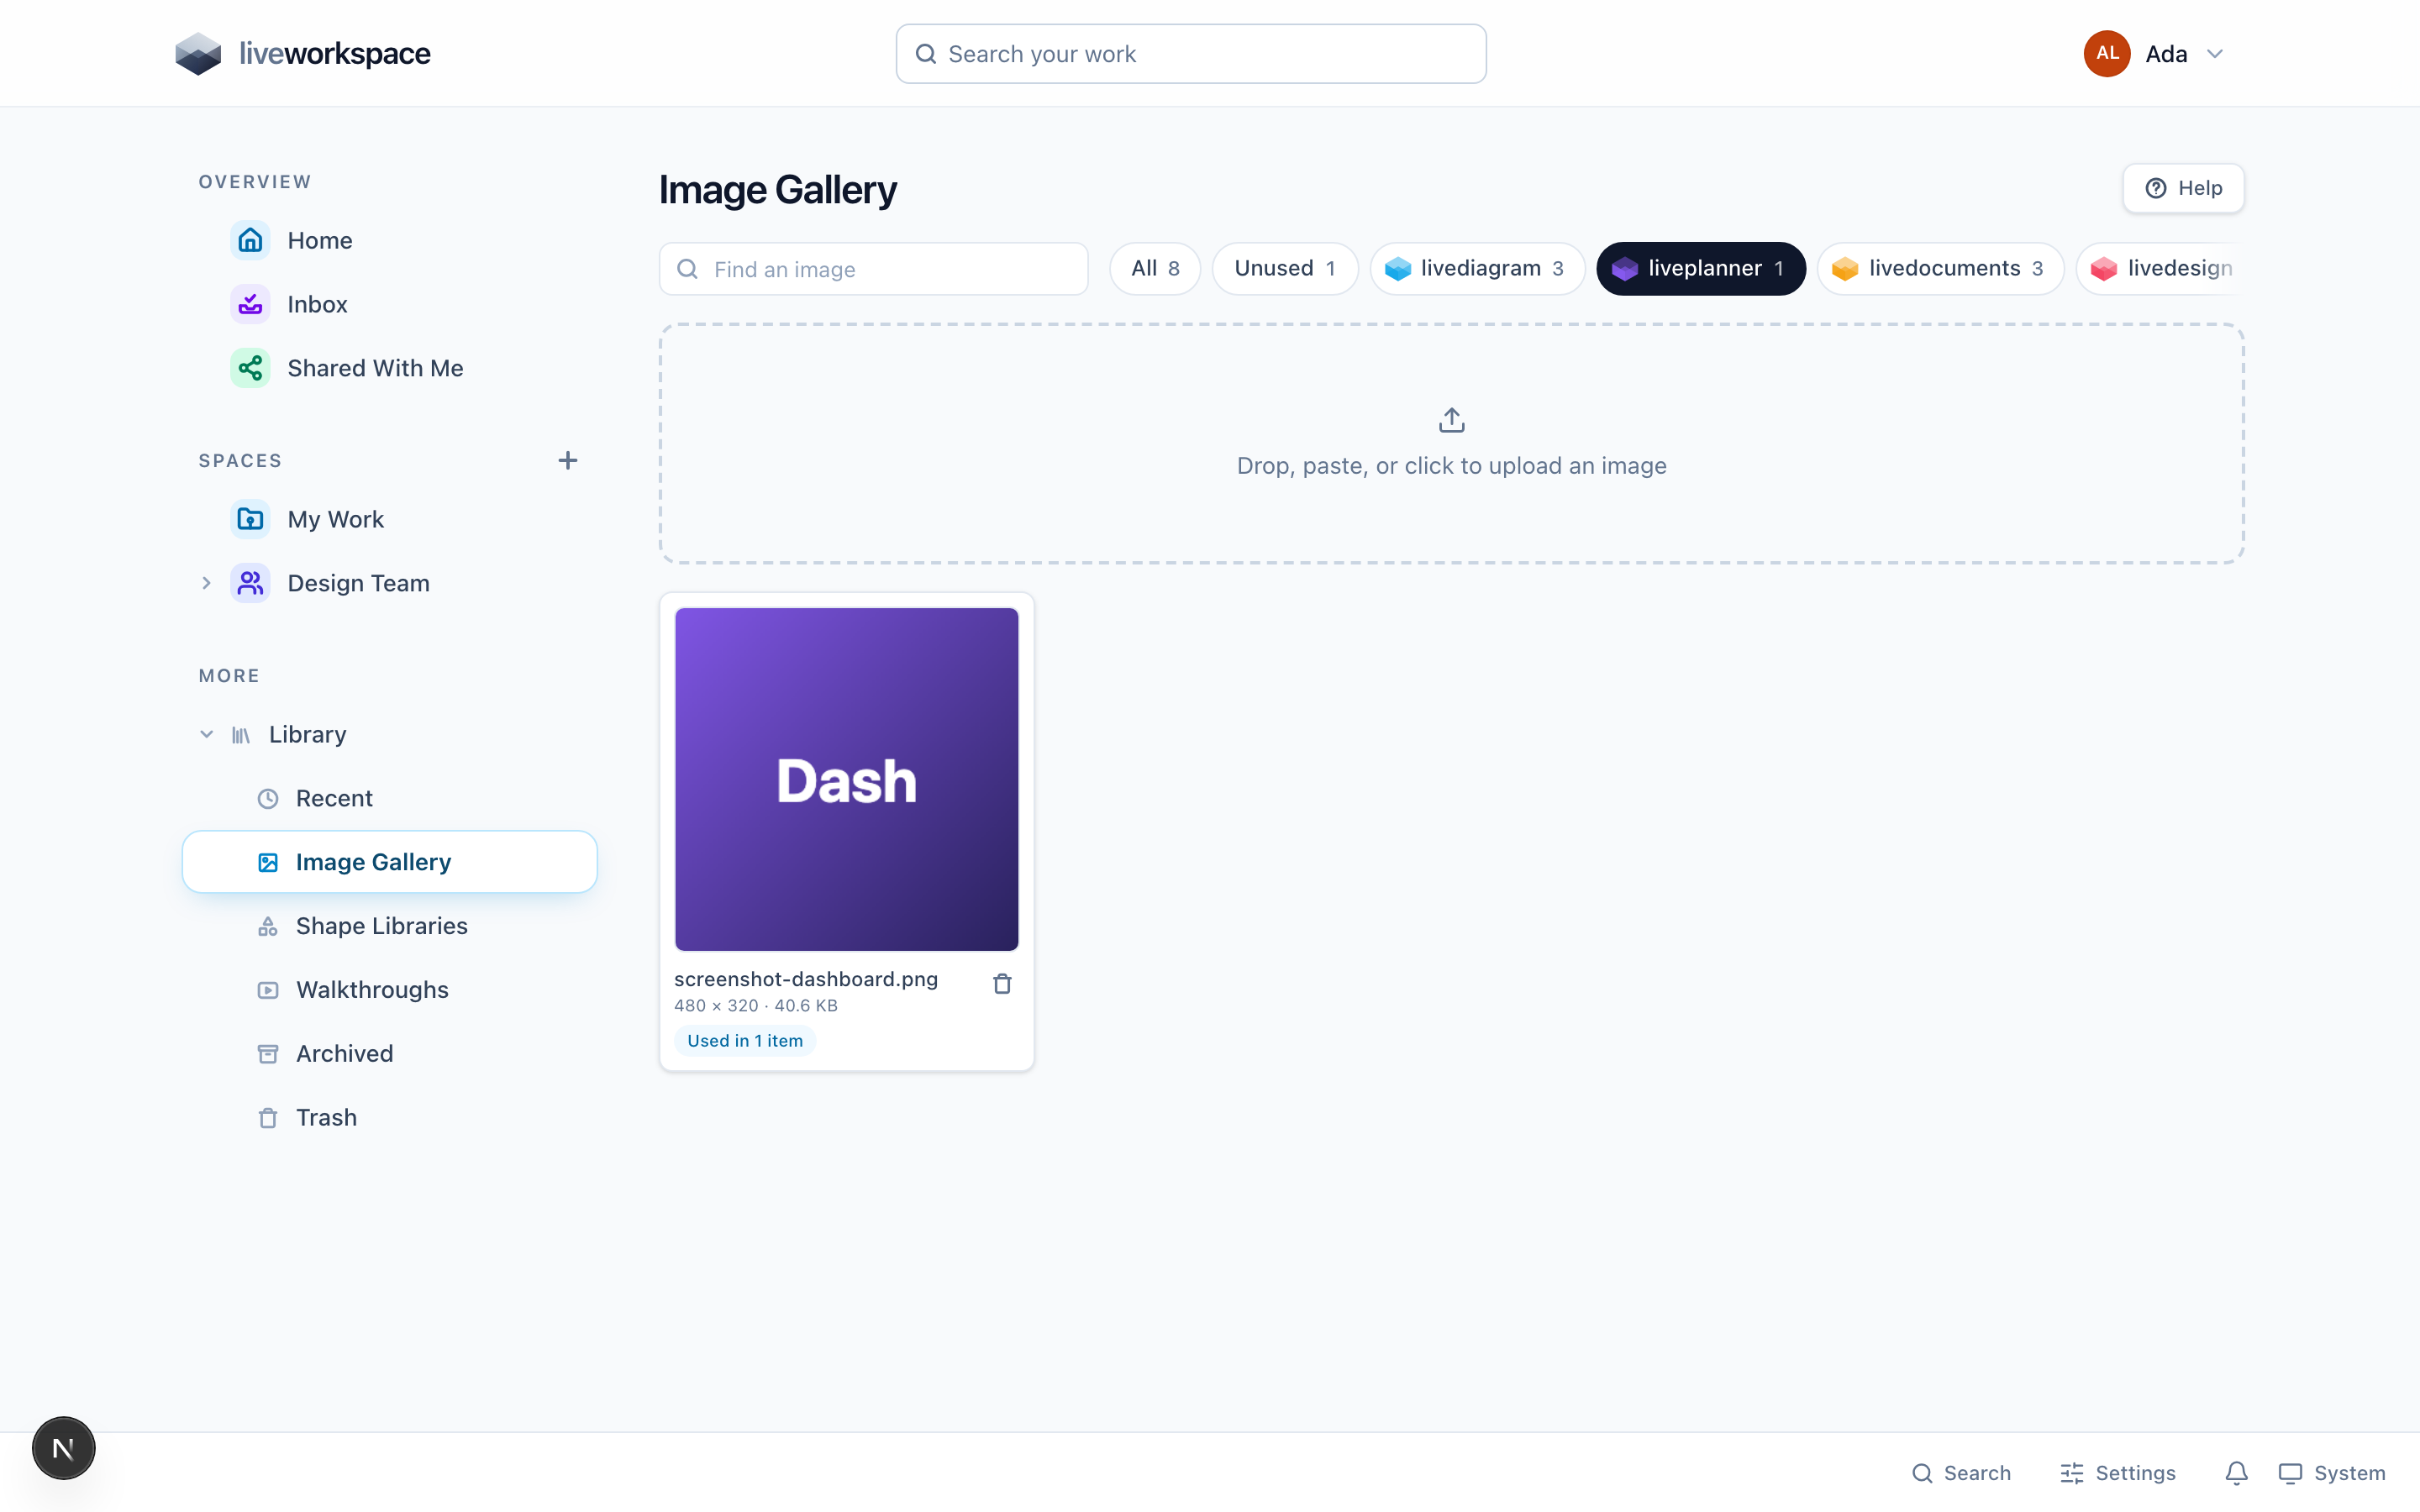 liveworkspace
Search your work
AL
Ada
OVERVIEW
Home
Inbox
Shared With Me
SPACES
My Work
Design Team
MORE
Library
Recent
Image Gallery
Shape Libraries
Walkthroughs
Archived
Trash
Image Gallery
Help
Find an image
All 8
Unused 1
livediagram 3
liveplanner 1
livedocuments 3
livedesign
Drop, paste, or click to upload an image
Dash
screenshot-dashboard.png
480 × 320 · 40.6 KB
Used in 1 item
N
Search
Settings
System